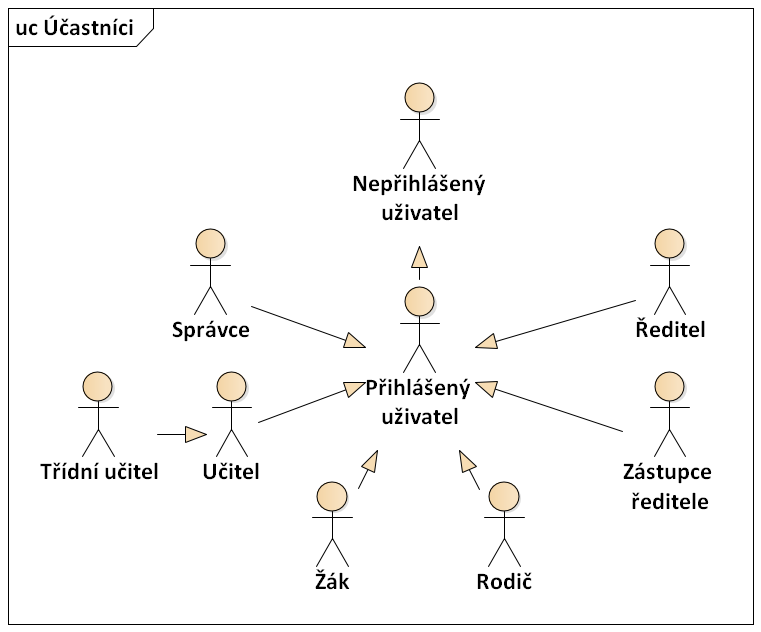 uc Účastníci
Nepřihlášený
uživatel
Správce
Ředitel
Přihlášený
uživatel
Třídní učitel
Učitel
Zástupce
ředitele
Žák
Rodič